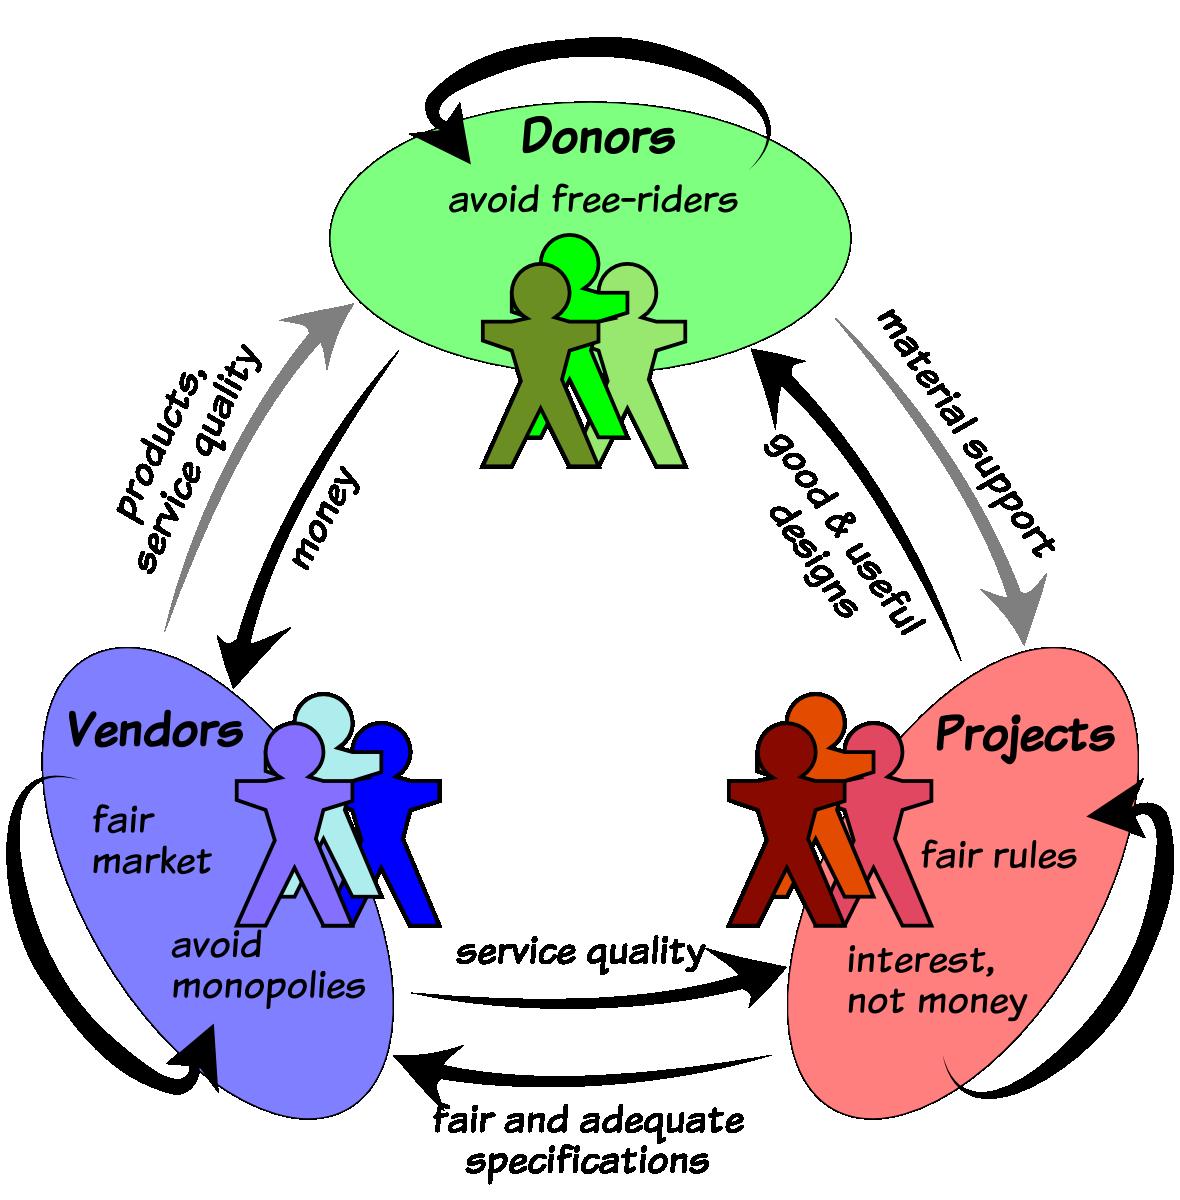 Donors
avoid free-riders
products,
service quality
money
material support
good & useful
designs
Vendors
fair
market
avoid
monopolies
Projects
fair rules
interest,
not money
service quality
fair and adequate
specifications